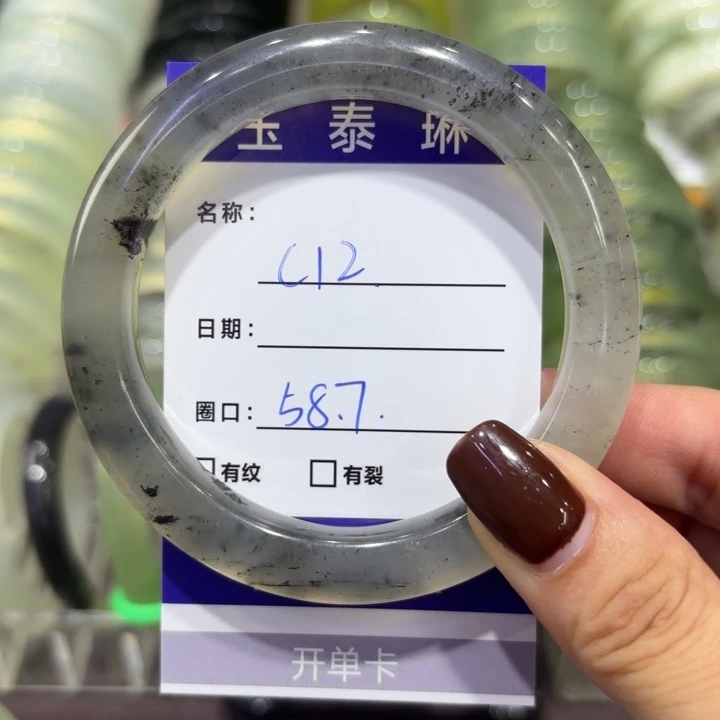 玉泰琳
名称: C12.
日期:
圈口: 58.7.
有纹 有裂
开单卡